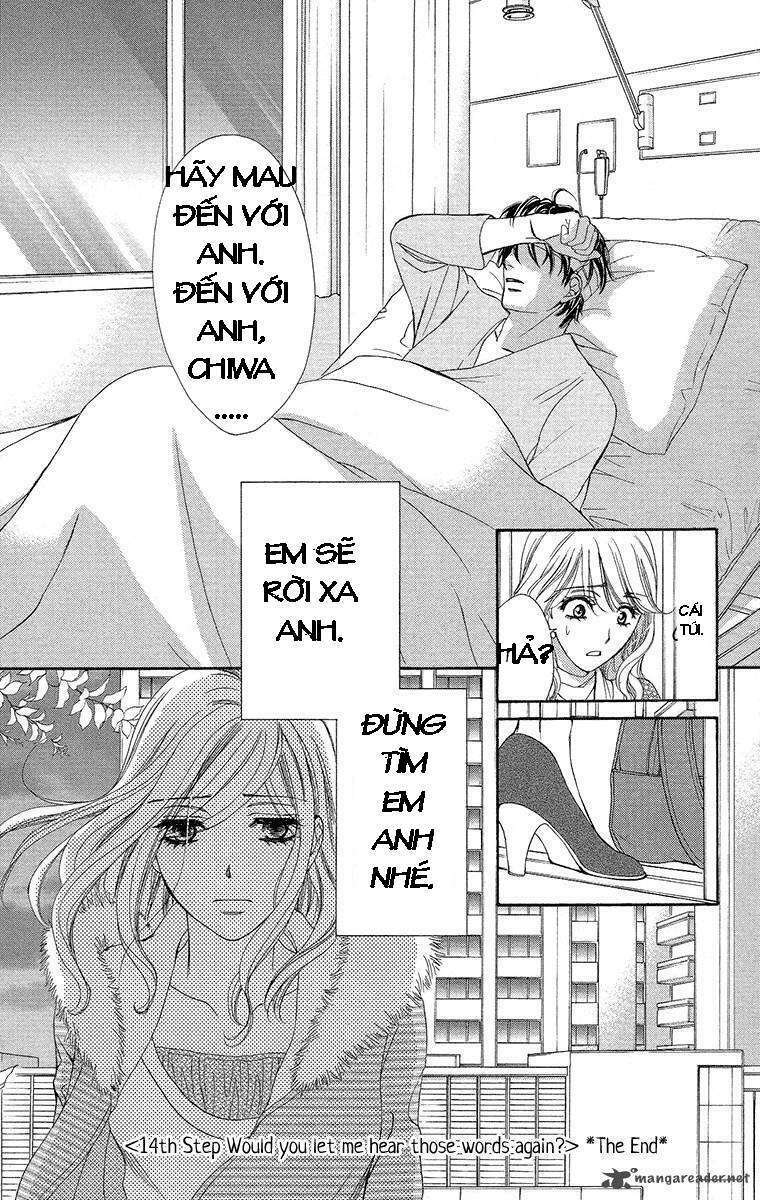 HÃY MAU
ĐẾN VỚI
ANH.
ĐẾN VỚI
ANH,
CHIWA
.....
EM SẼ
RỜI XA
ANH.
HẢ?
CÁI
TÚI.
ĐỪNG
TÌM
EM
ANH
NHÉ.
<14th Step Would you let me hear those words again?> *The End*
mangareader.net